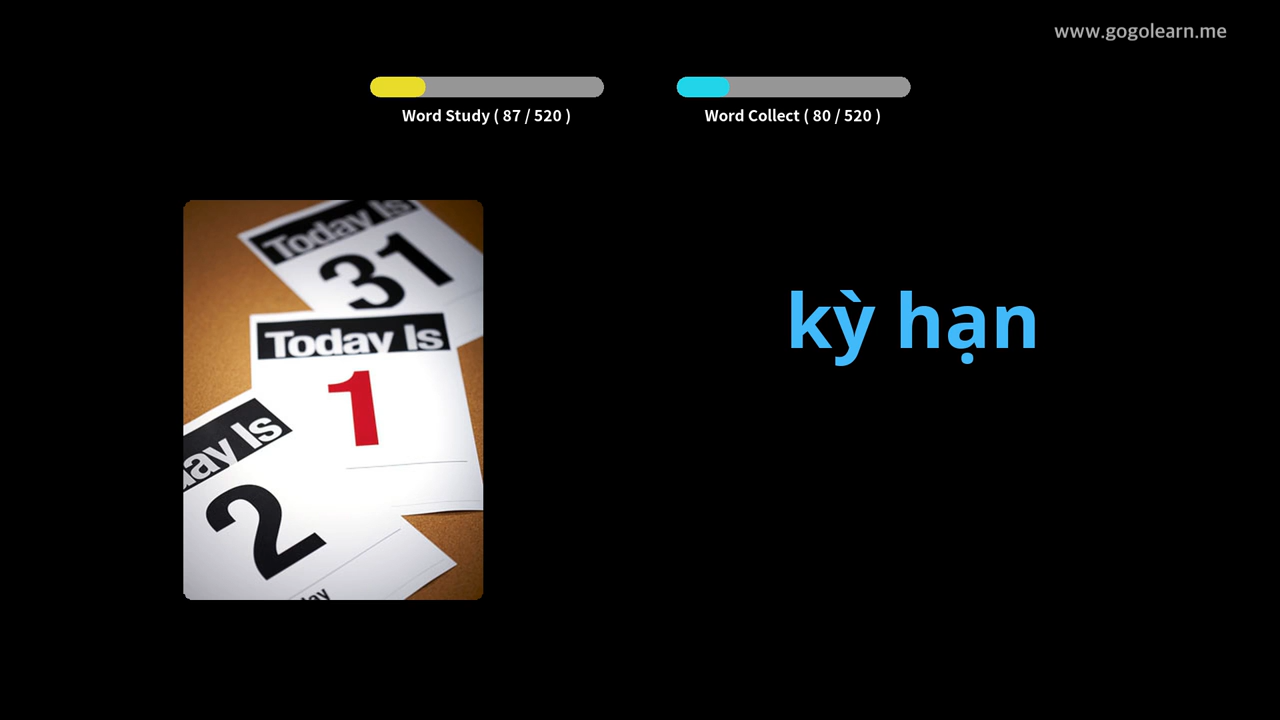 www.gogolearn.me
Word Study ( 87 / 520 )
Word Collect ( 80 / 520 )
Today Is
31
Today Is
1
day Is
2
kỳ hạn